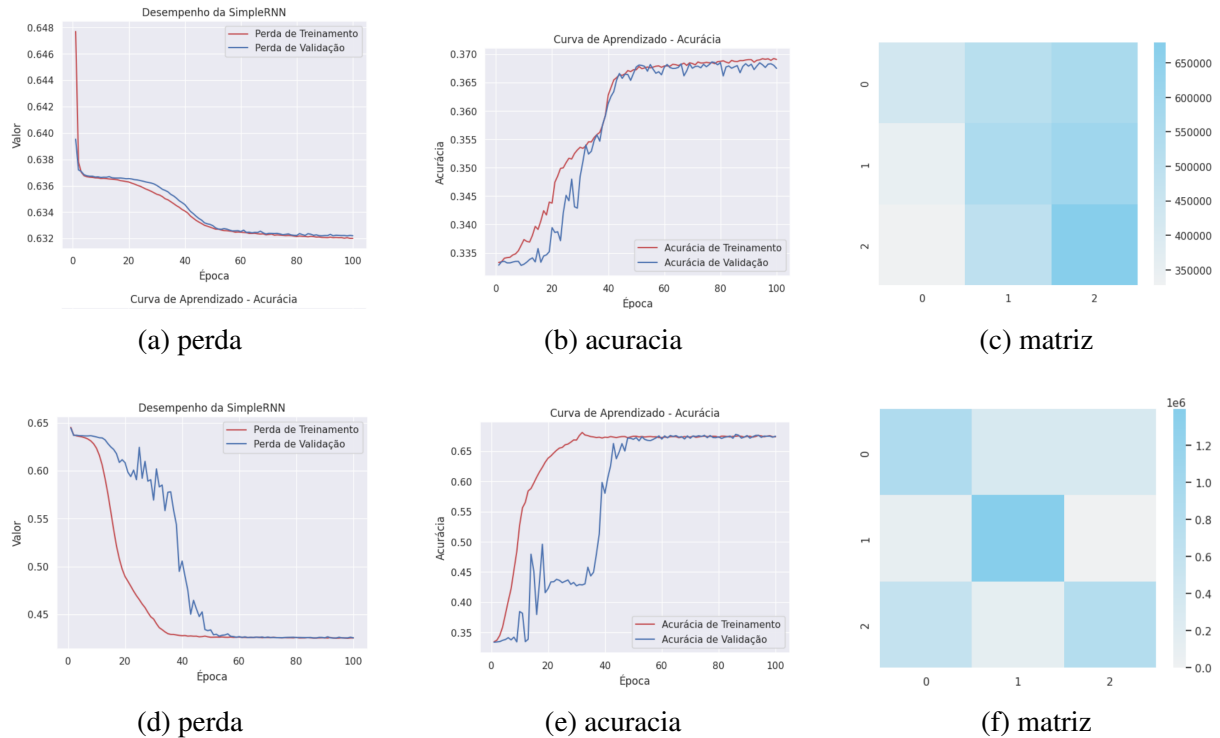 Desempenho da SimpleRNN
Perda de Treinamento
Perda de Validação
0.648
0.646
0.644
0.642
0.640
0.638
0.636
0.634
0.632
Valor
0 20 40 60 80 100
Época
Curva de Aprendizado - Acurácia
(a) perda
Curva de Aprendizado - Acurácia
0.370
0.365
0.360
0.355
0.350
0.345
0.340
0.335
Acurácia
Acurácia de Treinamento
Acurácia de Validação
0 20 40 60 80 100
Época
(b) acuracia
0
1
2
0 1 2
650000
600000
550000
500000
450000
400000
350000
(c) matriz
Desempenho da SimpleRNN
Perda de Treinamento
Perda de Validação
0.65
0.60
0.55
0.50
0.45
Valor
0 20 40 60 80 100
Época
(d) perda
Curva de Aprendizado - Acurácia
0.65
0.60
0.55
0.50
0.45
0.40
0.35
Acurácia
Acurácia de Treinamento
Acurácia de Validação
0 20 40 60 80 100
Época
(e) acuracia
0
1
2
0 1 2
1e6
1.2
1.0
0.8
0.6
0.4
0.2
0.0
(f) matriz